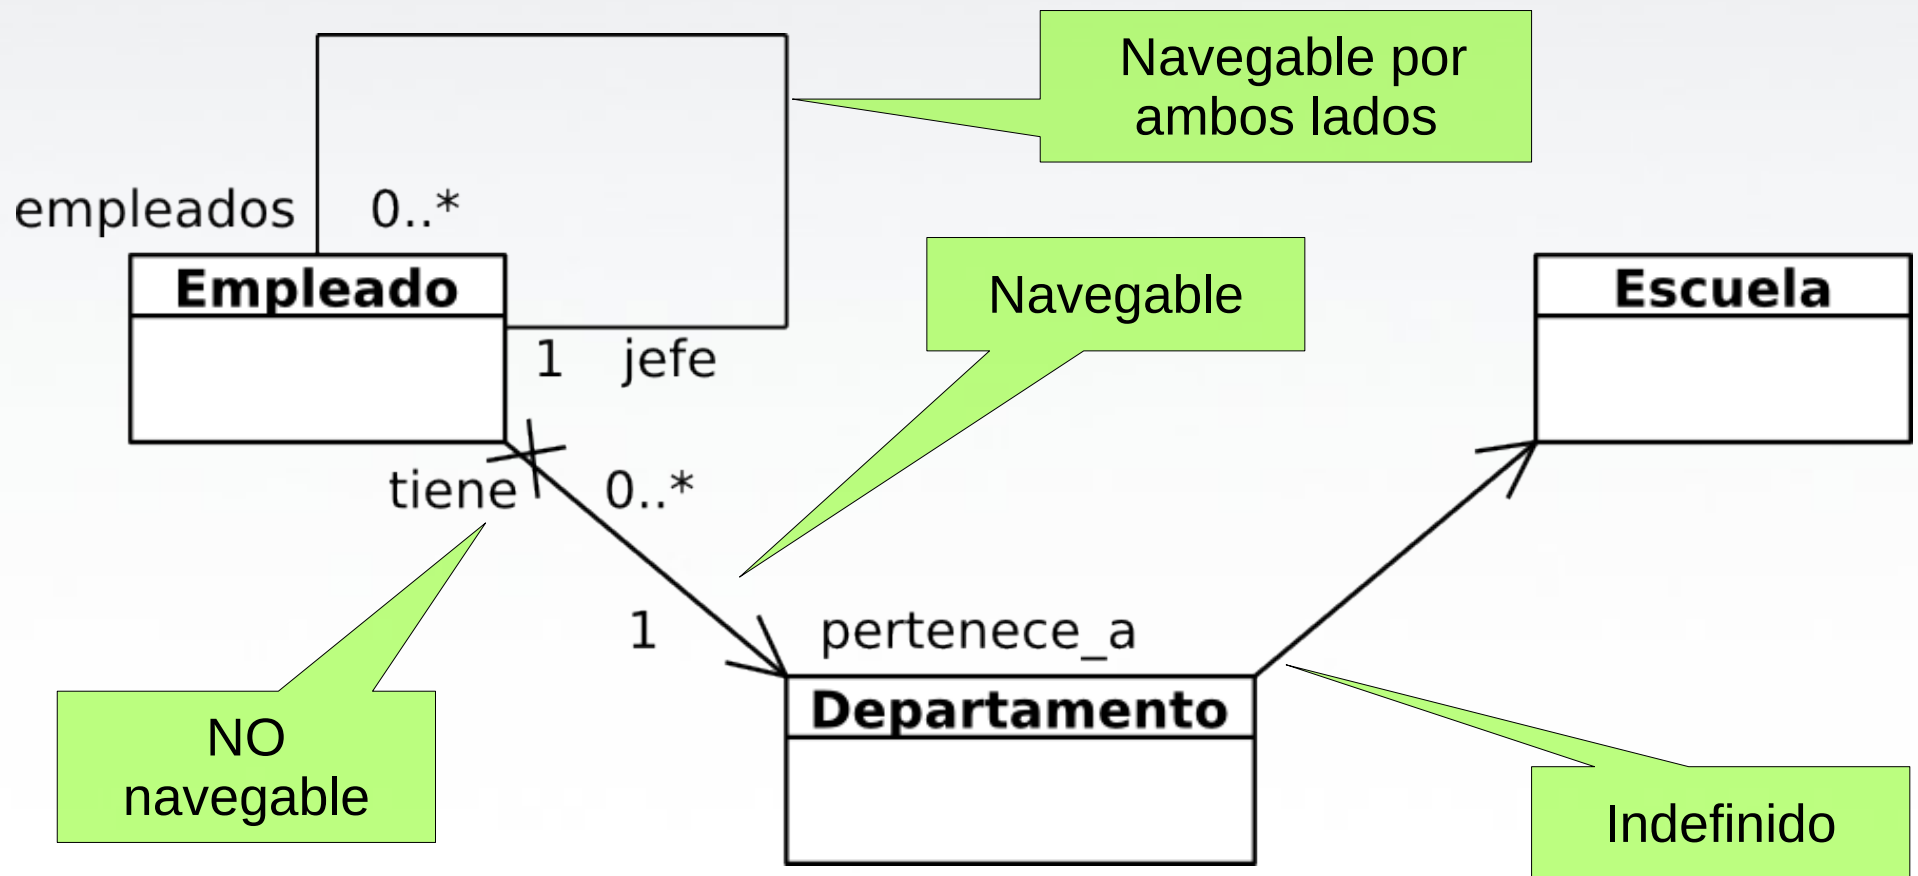 Navegable por
ambos lados
empleados 0..*
Empleado
Navegable
Escuela
1 jefe
tiene 0..*
1 pertenece_a
NO
navegable
Departamento
Indefinido